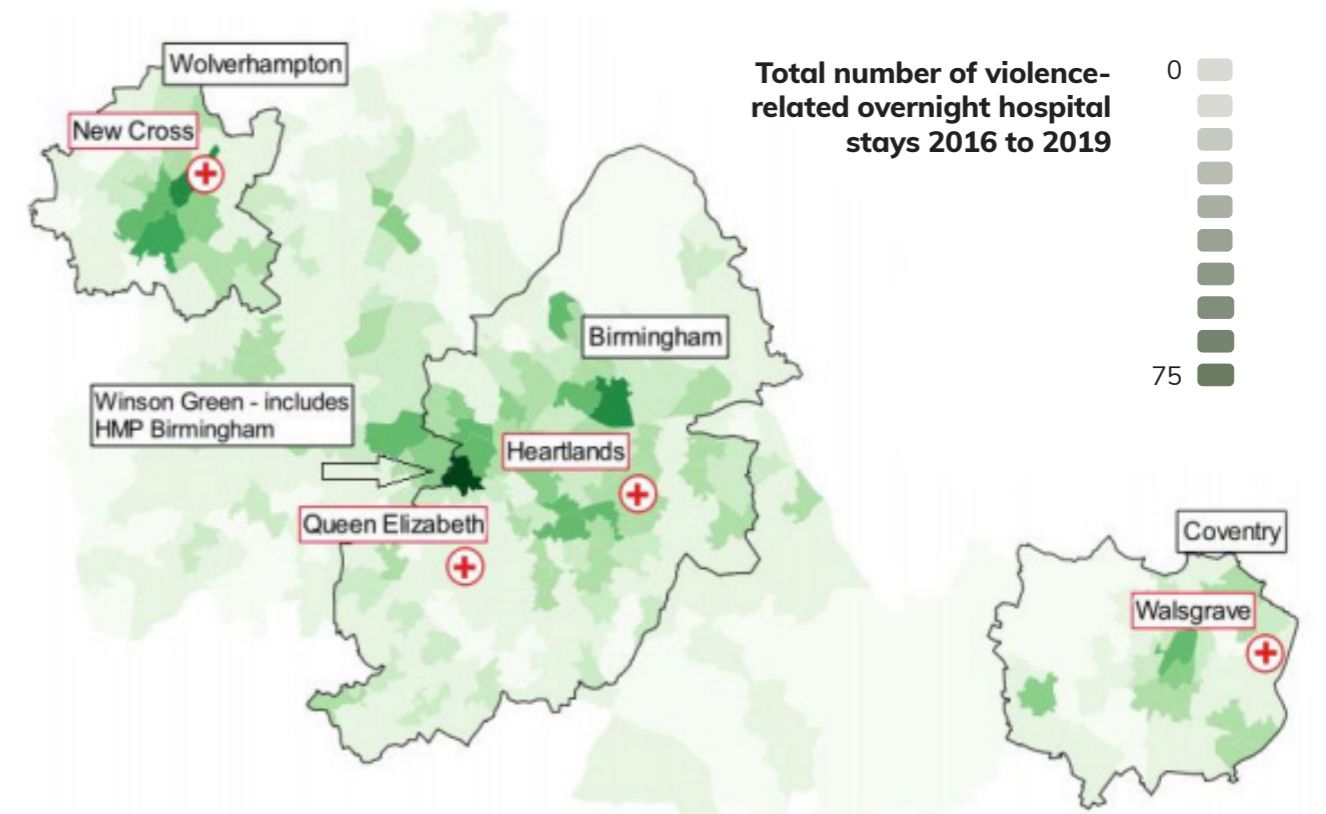 Wolverhampton
New Cross
Total number of violence-
related overnight hospital
stays 2016 to 2019
0
75
Birmingham
Winson Green - includes
HMP Birmingham
Heartlands
Queen Elizabeth
Coventry
Walsgrave